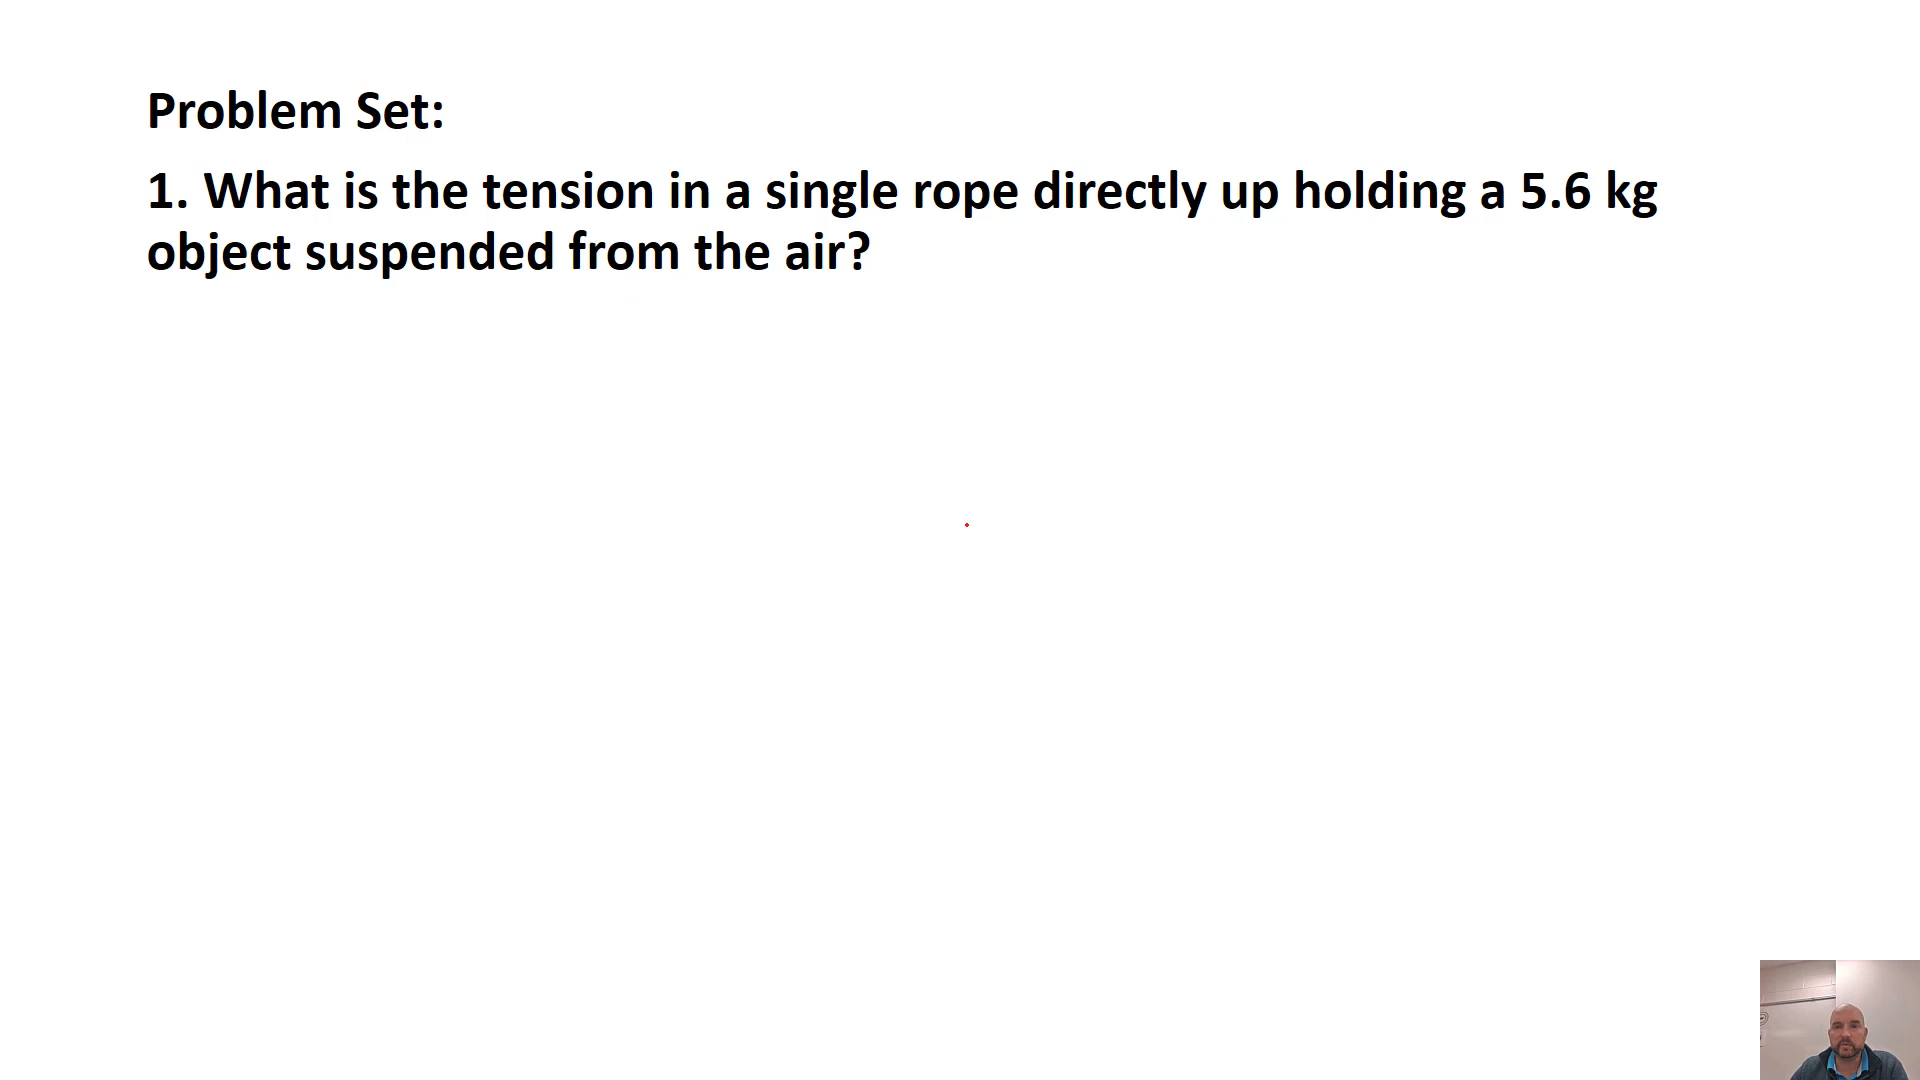 Problem Set:
1. What is the tension in a single rope directly up holding a 5.6 kg
object suspended from the air?